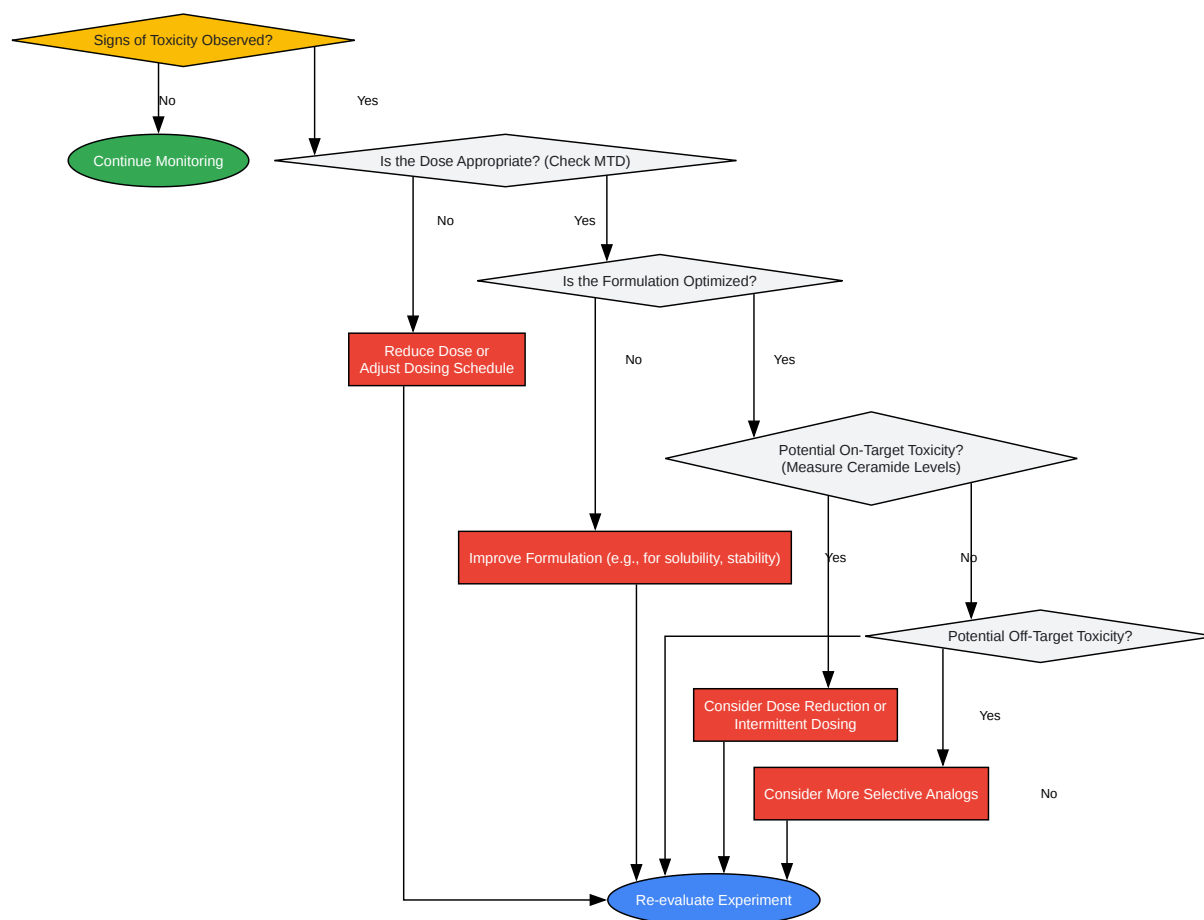 Signs of Toxicity Observed?
No
Yes
Continue Monitoring
Is the Dose Appropriate? (Check MTD)
No
Yes
Is the Formulation Optimized?
Reduce Dose or
Adjust Dosing Schedule
No
Yes
Potential On-Target Toxicity?
(Measure Ceramide Levels)
Improve Formulation (e.g., for solubility, stability)
Yes
No
Potential Off-Target Toxicity?
Consider Dose Reduction or
Intermittent Dosing
Yes
Consider More Selective Analogs
No
Re-evaluate Experiment